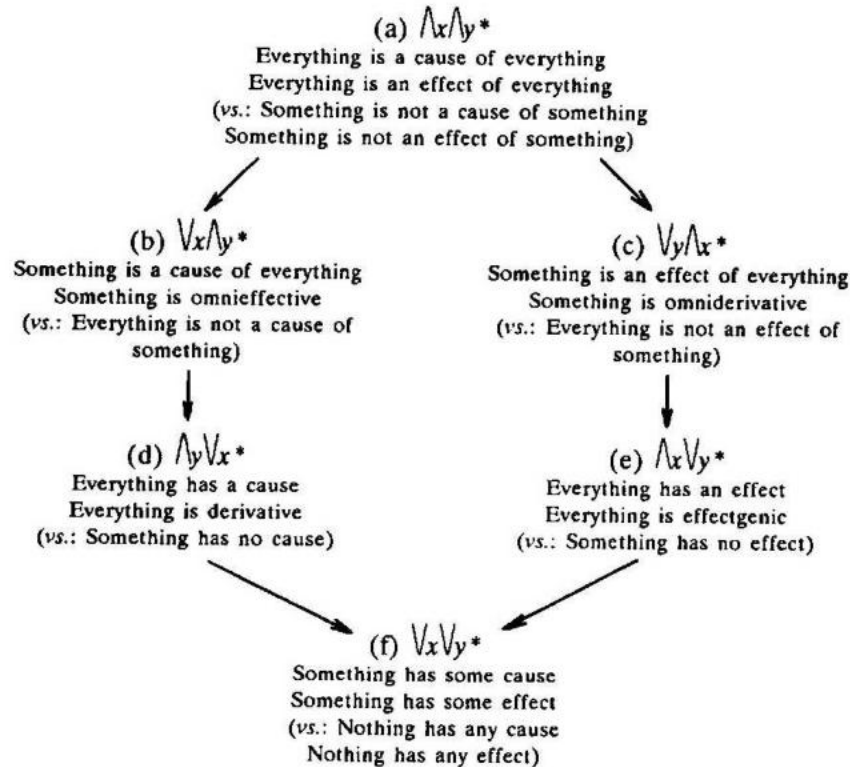 (a) ⋀x⋀y*
Everything is a cause of everything
Everything is an effect of everything
(vs.: Something is not a cause of something
Something is not an effect of something)
(b) ⋁x⋀y*
Something is a cause of everything
Something is omnieffective
(vs.: Everything is not a cause of
something)
(c) ⋁y⋀x*
Something is an effect of everything
Something is omniderivative
(vs.: Everything is not an effect of
something)
(d) ⋀y⋁x*
Everything has a cause
Everything is derivative
(vs.: Something has no cause)
(e) ⋀x⋁y*
Everything has an effect
Everything is effectgenic
(vs.: Something has no effect)
(f) ⋁x⋁y*
Something has some cause
Something has some effect
(vs.: Nothing has any cause
Nothing has any effect)